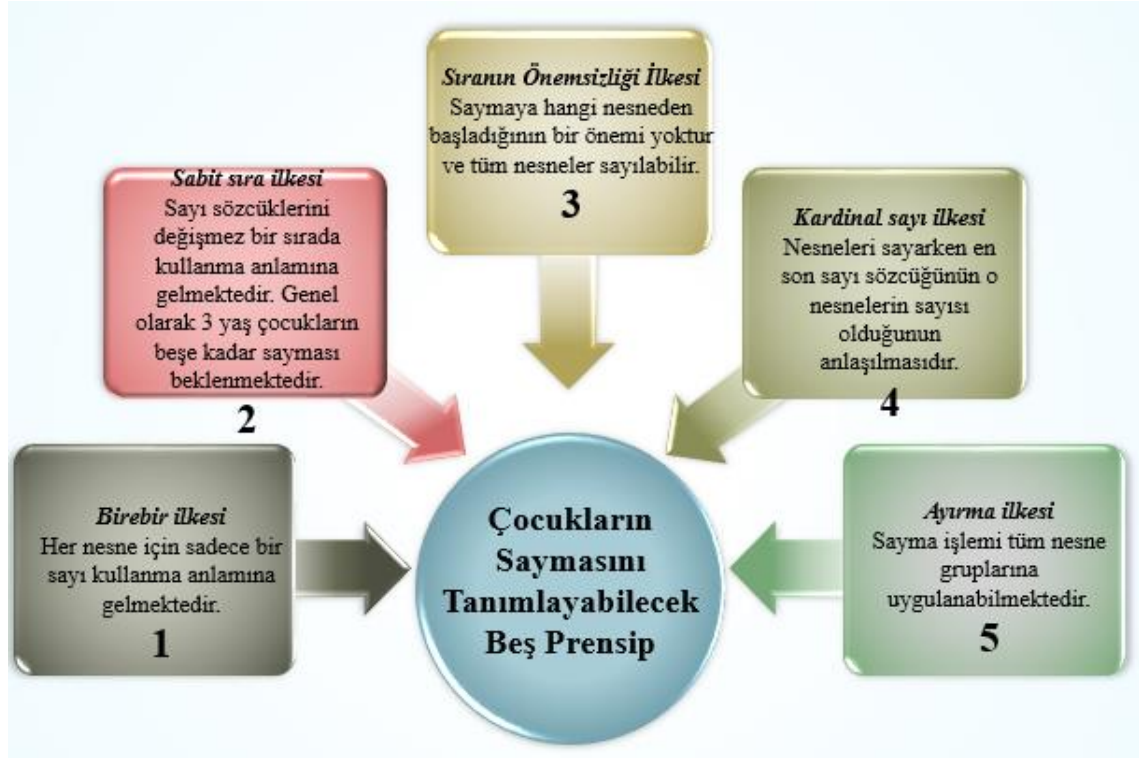 Birebir ilkesi
Her nesne için sadece bir
sayı kullanma anlamına
gelmektedir.
1
Sabit sıra ilkesi
Sayı sözcüklerini
değişmez bir sırada
kullanma anlamına
gelmektedir. Genel
olarak 3 yaş çocukların
beşe kadar sayması
beklenmektedir.
2
Sıranın Önemsizliği İlkesi
Saymaya hangi nesneden
başladığının bir önemi yoktur
ve tüm nesneler sayılabilir.
3
Kardinal sayı ilkesi
Nesneleri sayarken en
son sayı sözcüğünün o
nesnelerin sayısı
olduğunun
anlaşılmasıdır.
4
Ayırma ilkesi
Sayma işlemi tüm nesne
gruplarına
uygulanabilmektedir.
5
Çocukların
Saymasını
Tanımlayabilecek
Beş Prensip